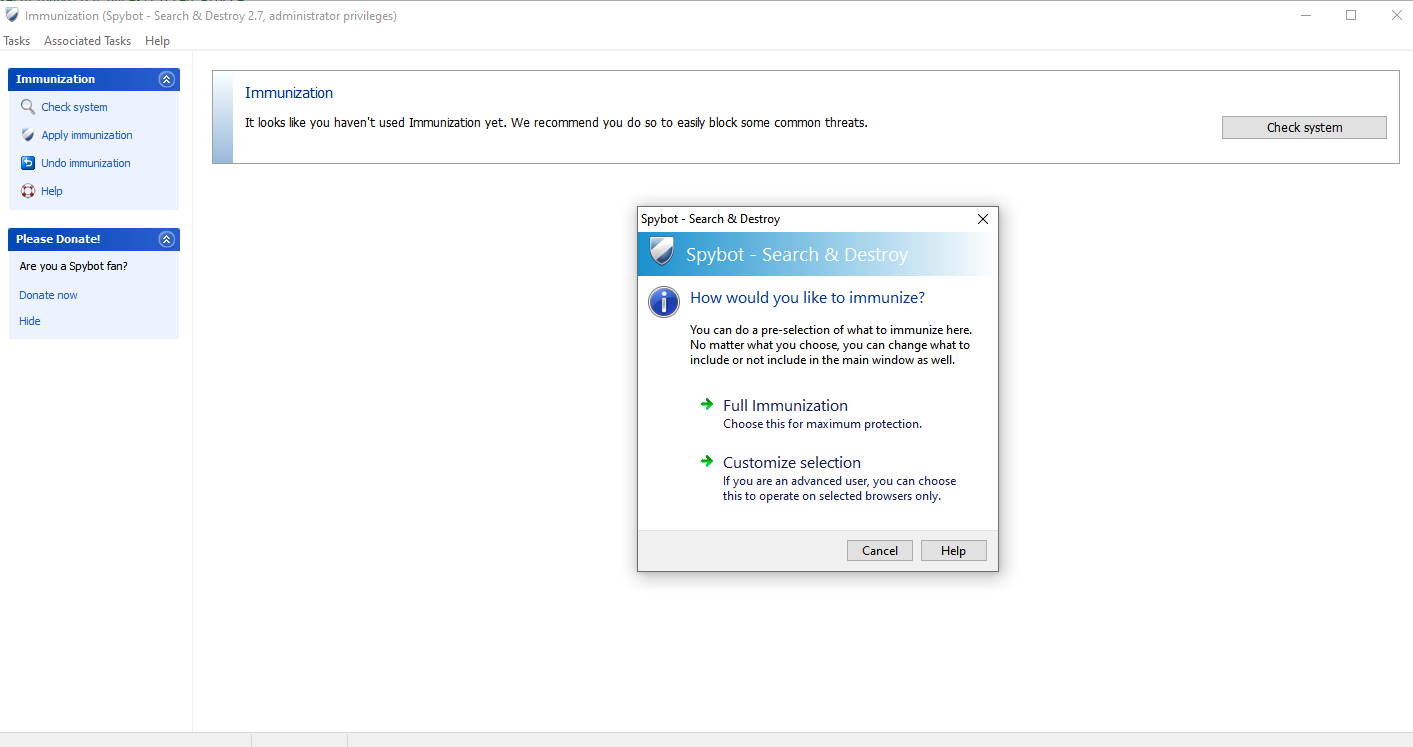 Immunization (Spybot - Search & Destroy 2.7, administrator privileges)
Tasks Associated Tasks Help
Immunization
Check system
Apply immunization
Undo immunization
Help
Please Donate!
Are you a Spybot fan?
Donate now
Hide
Immunization
It looks like you haven't used Immunization yet. We recommend you do so to easily block some common threats.
Check system
Spybot - Search & Destroy
Spybot - Search & Destroy
How would you like to immunize?
You can do a pre-selection of what to immunize here.
No matter what you choose, you can change what to
include or not include in the main window as well.
Full Immunization
Choose this for maximum protection.
Customize selection
If you are an advanced user, you can choose
this to operate on selected browsers only.
Cancel Help